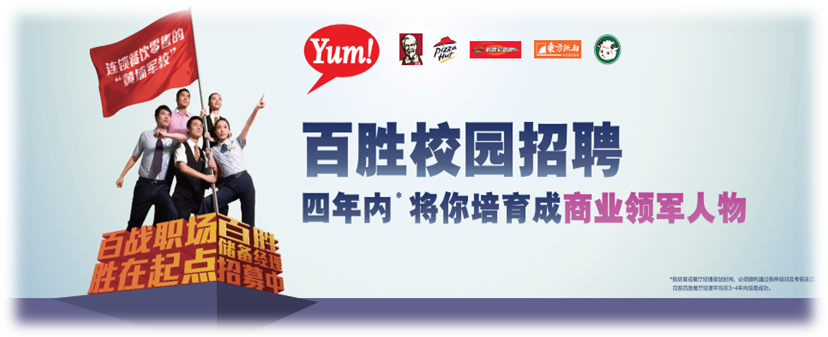 连锁餐饮零售的
“黄埔军校”
Yum!
Pizza
Hut
东方既白
百胜校园招聘
四年内*将你培育成商业领军人物
百战职场百胜
胜在起点
储备经理
招募中